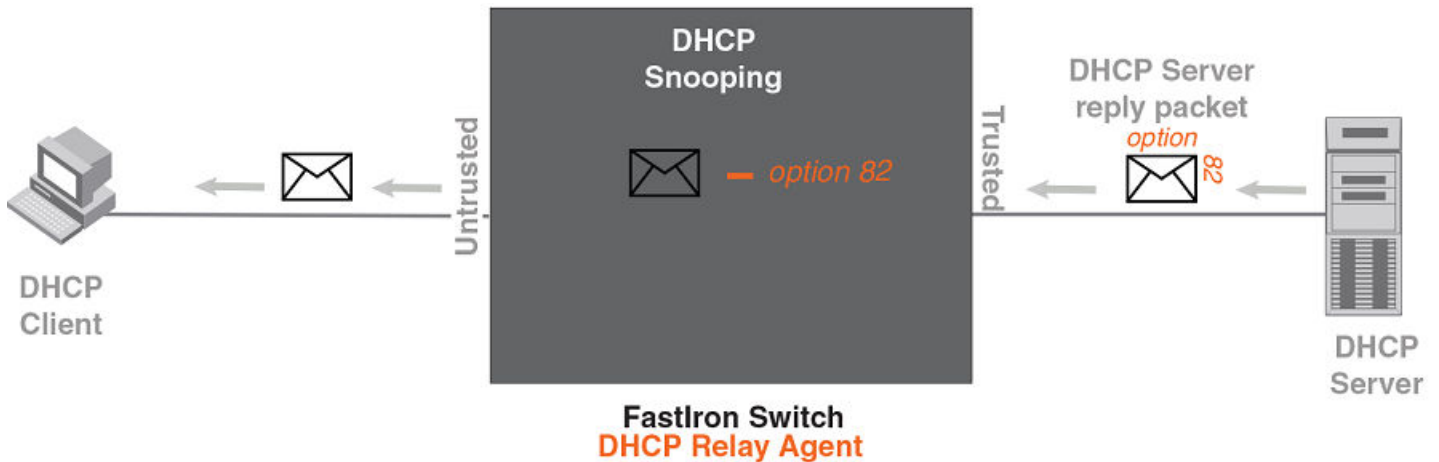 DHCP
Snooping
DHCP Server
reply packet
option
82
Untrusted
Trusted
– option 82
DHCP
Client
DHCP
Server
FastIron Switch
DHCP Relay Agent